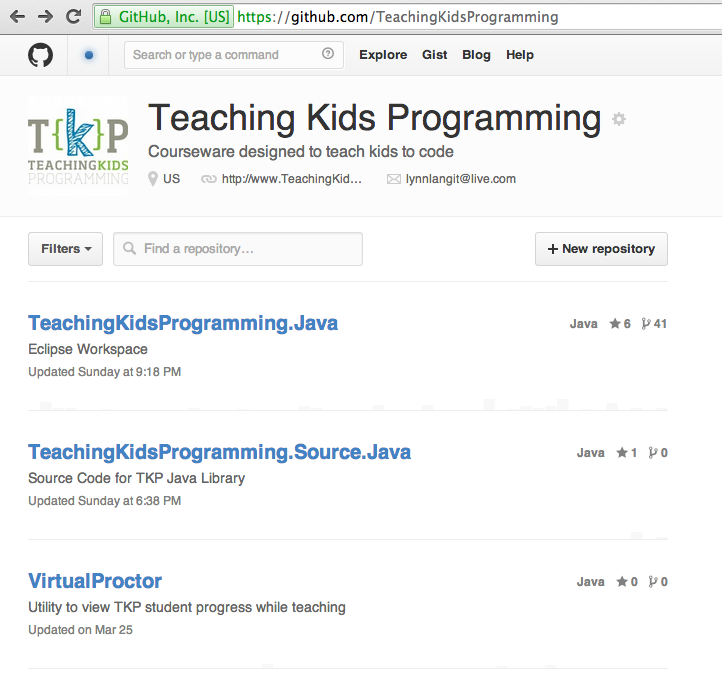 GitHub, Inc. [US] https://github.com/TeachingKidsProgramming
Search or type a command Explore Gist Blog Help
T{k}P
TEACHINGKIDS
PROGRAMMING
Teaching Kids Programming
Courseware designed to teach kids to code
US http://www.TeachingKid... lynnlangit@live.com
Filters Find a repository... + New repository
TeachingKidsProgramming.Java Java 6 41
Eclipse Workspace
Updated Sunday at 9:18 PM
TeachingKidsProgramming.Source.Java Java 1 0
Source Code for TKP Java Library
Updated Sunday at 6:38 PM
VirtualProctor Java 0 0
Utility to view TKP student progress while teaching
Updated on Mar 25